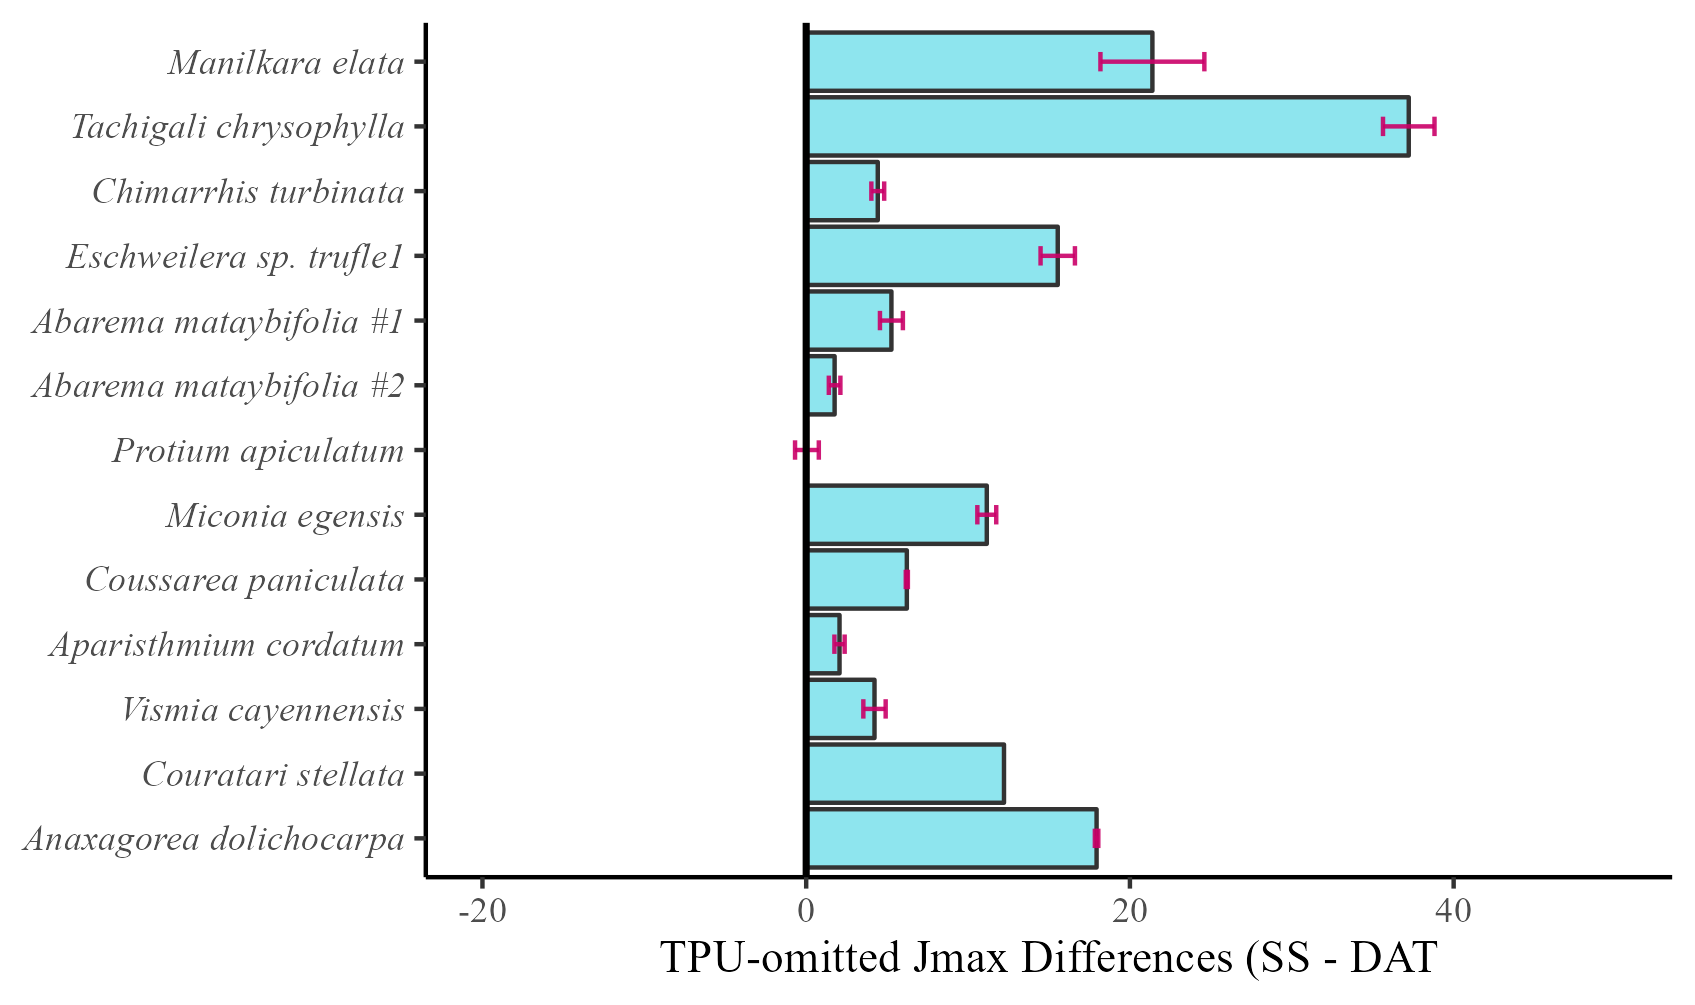 Manilkara elata
Tachigali chrysophylla
Chimarrhis turbinata
Eschweilera sp. trufle1
Abarema mataybifolia #1
Abarema mataybifolia #2
Protium apiculatum
Miconia egensis
Coussarea paniculata
Aparisthmium cordatum
Vismia cayennensis
Couratari stellata
Anaxagorea dolichocarpa
-20 0 20 40
TPU-omitted Jmax Differences (SS - DAT